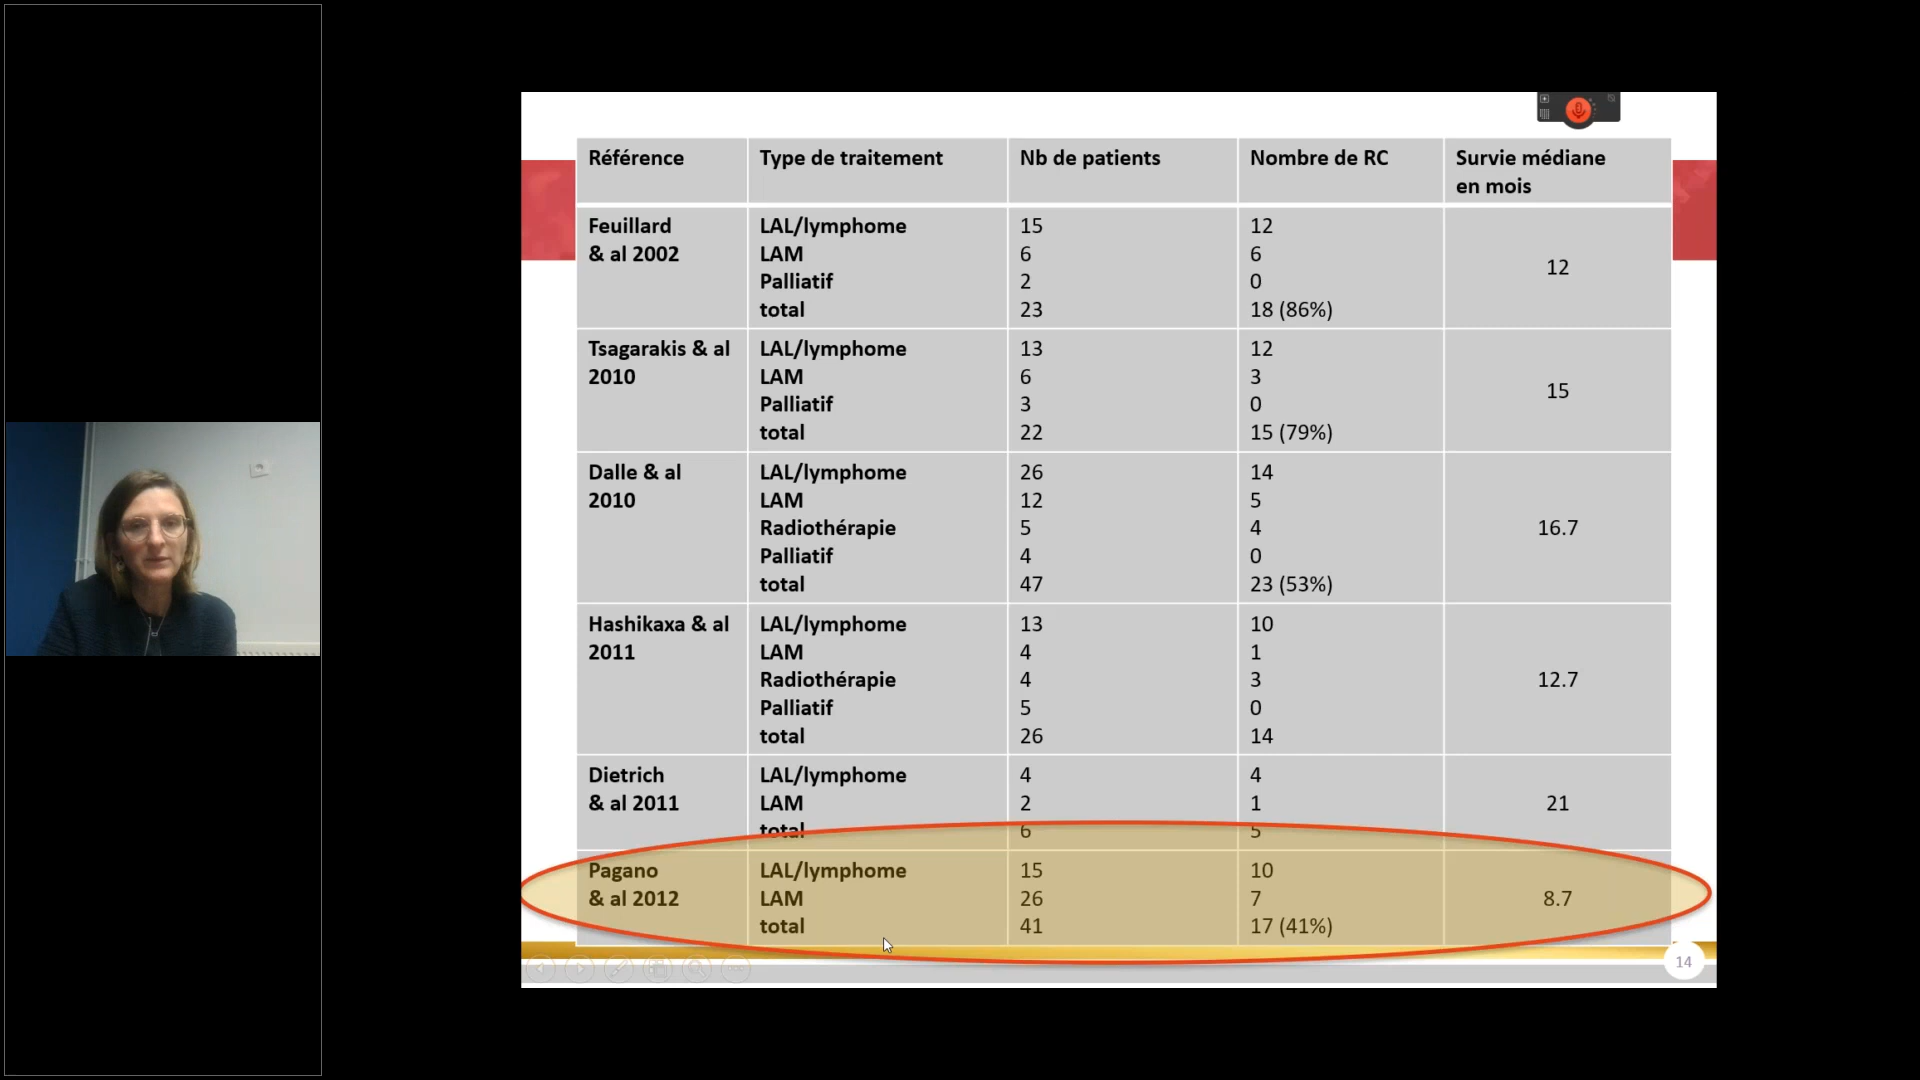 Référence Type de traitement Nb de patients Nombre de RC Survie médiane
en mois
Feuillard LAL/lymphome 15 12
& al 2002 LAM 6 6
12
Palliatif 2 0
total 23 18 (86%)
Tsagarakis & al LAL/lymphome 13 12
2010 LAM 6 3
15
Palliatif 3 0
total 22 15 (79%)
Dalle & al LAL/lymphome 26 14
2010 LAM 12 5
Radiothérapie 5 4 16.7
Palliatif 4 0
total 47 23 (53%)
Hashikaxa & al LAL/lymphome 13 10
2011 LAM 4 1
Radiothérapie 4 3 12.7
Palliatif 5 0
total 26 14
Dietrich LAL/lymphome 4 4
& al 2011 LAM 2 1 21
total 6 5
Pagano LAL/lymphome 15 10
& al 2012 LAM 26 7 8.7
total 41 17 (41%)
14